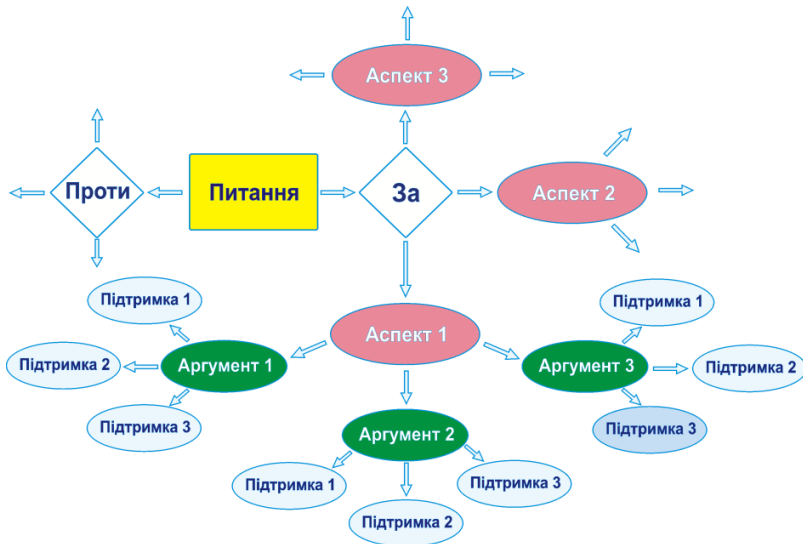 Аспект 3
Проти
Питання
За
Аспект 2
Підтримка 1
Підтримка 1
Аспект 1
Підтримка 2
Аргумент 1
Аргумент 3
Підтримка 2
Підтримка 3
Аргумент 2
Підтримка 3
Підтримка 1
Підтримка 3
Підтримка 2